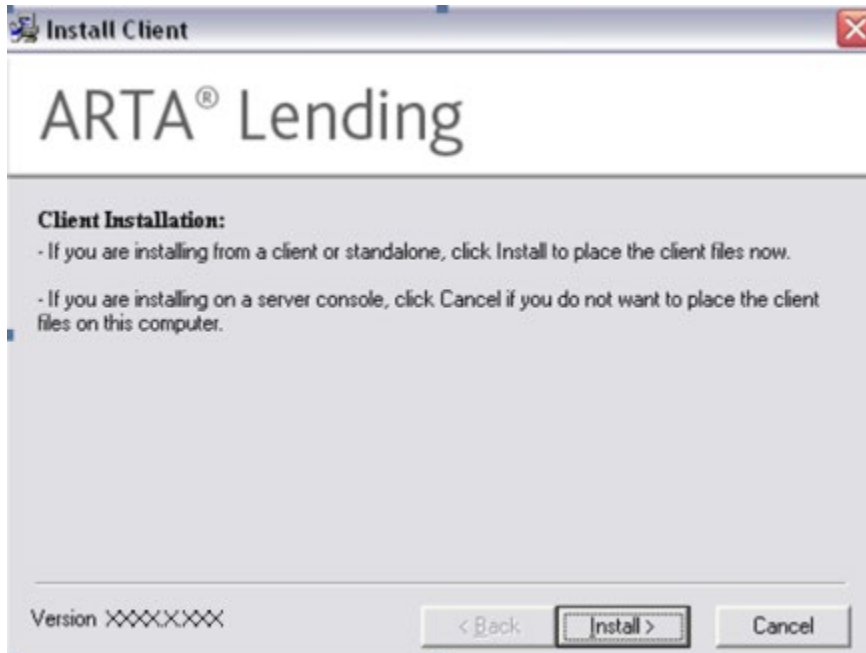 Install Client
ARTA® Lending
Client Installation:
- If you are installing from a client or standalone, click Install to place the client files now.
- If you are installing on a server console, click Cancel if you do not want to place the client
files on this computer.
Version XXXX.X.XXX
< Back
Install >
Cancel